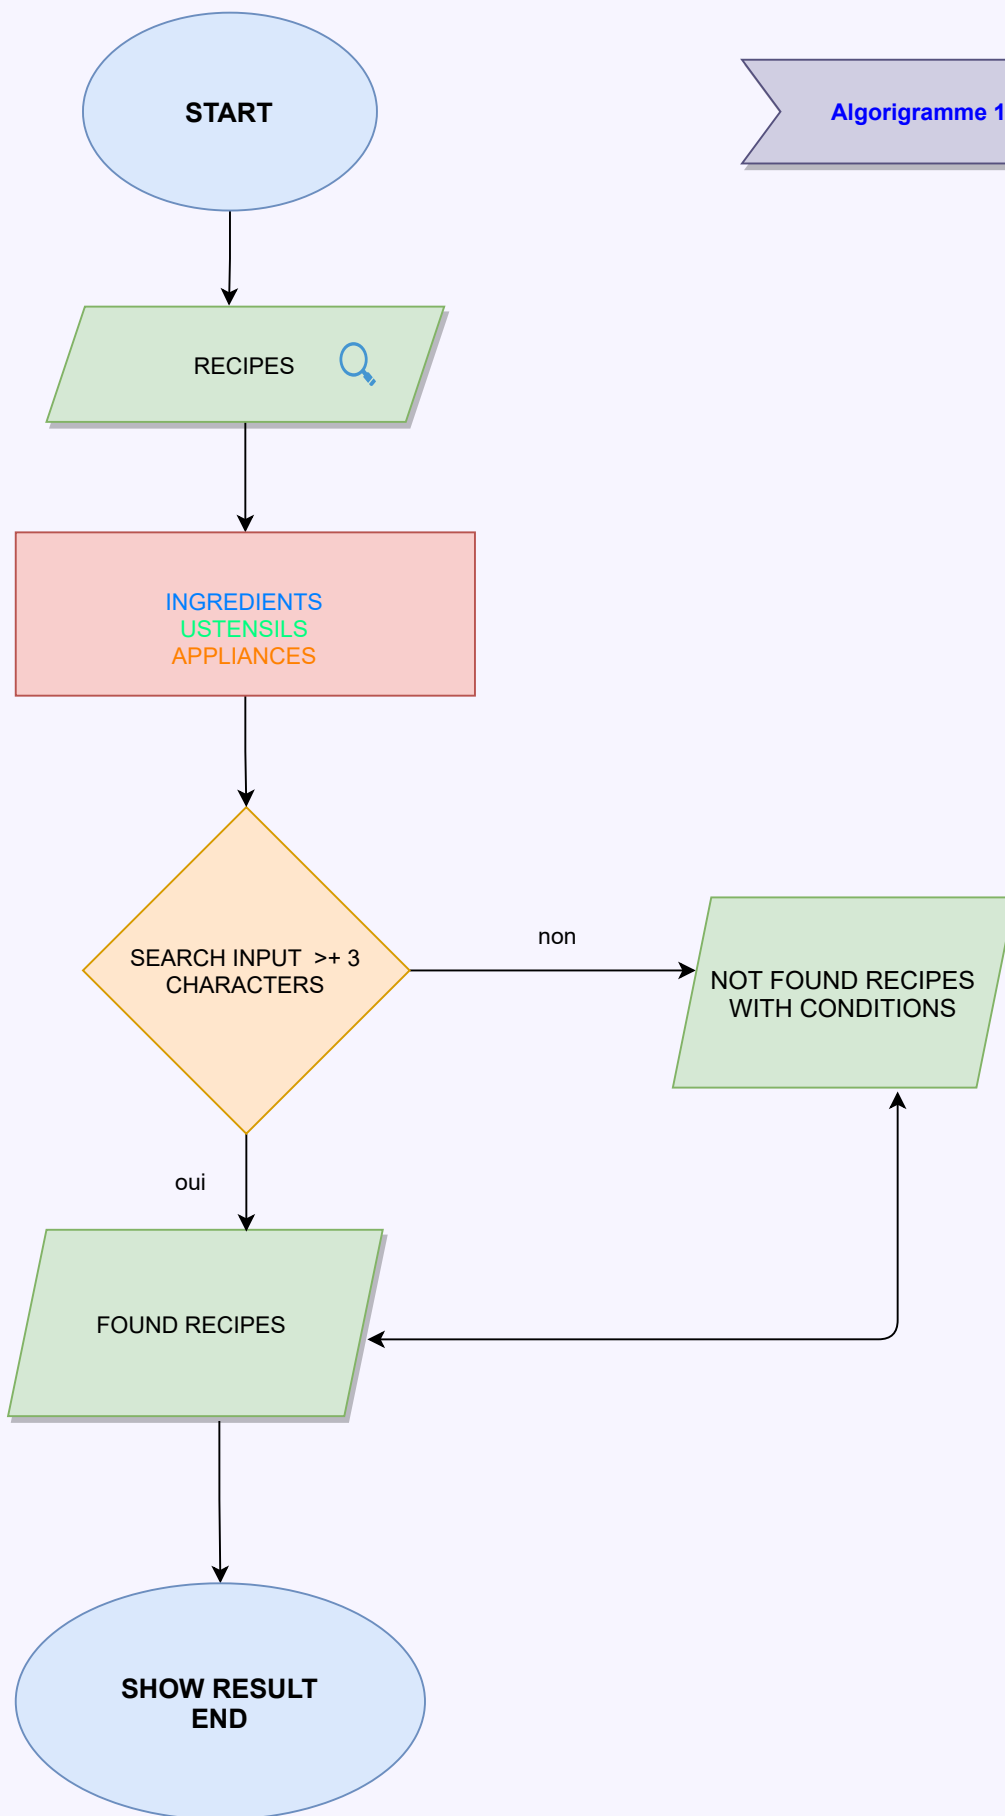 START
Algorigramme 1
RECIPES
INGREDIENTS
USTENSILS
APPLIANCES
SEARCH INPUT  >+ 3
CHARACTERS
non
NOT FOUND RECIPES
WITH CONDITIONS
oui
FOUND RECIPES
SHOW RESULT
END